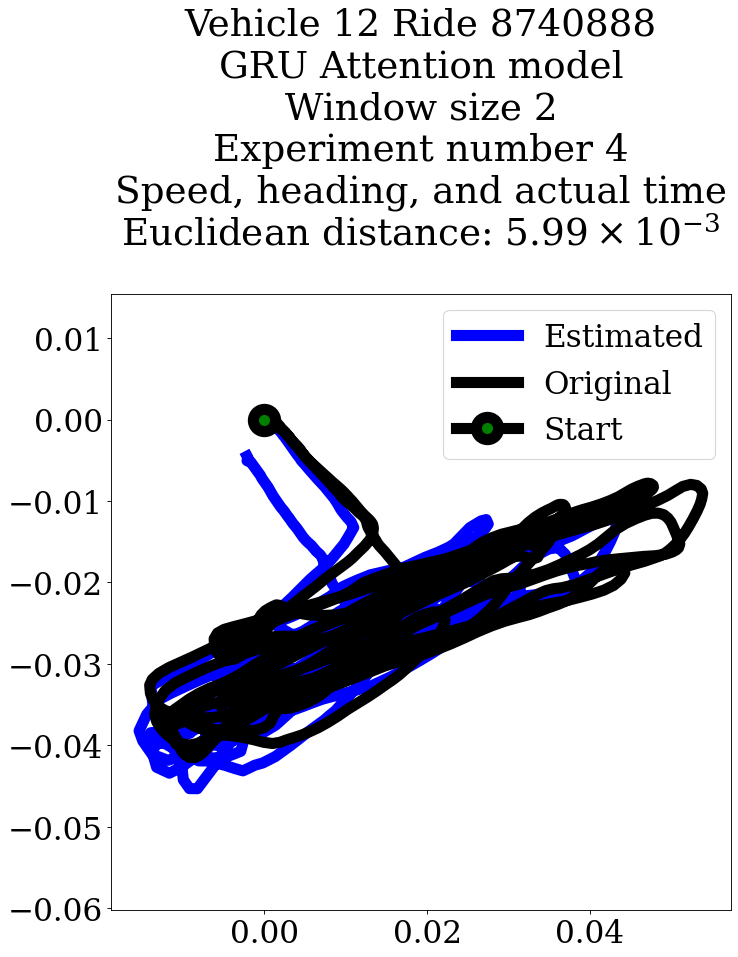 Vehicle 12 Ride 8740888
GRU Attention model
Window size 2
Experiment number 4
Speed, heading, and actual time
Euclidean distance: 5.99 × 10⁻³
Estimated
Original
Start
0.01
0.00
−0.01
−0.02
−0.03
−0.04
−0.05
−0.06
0.00 0.02 0.04